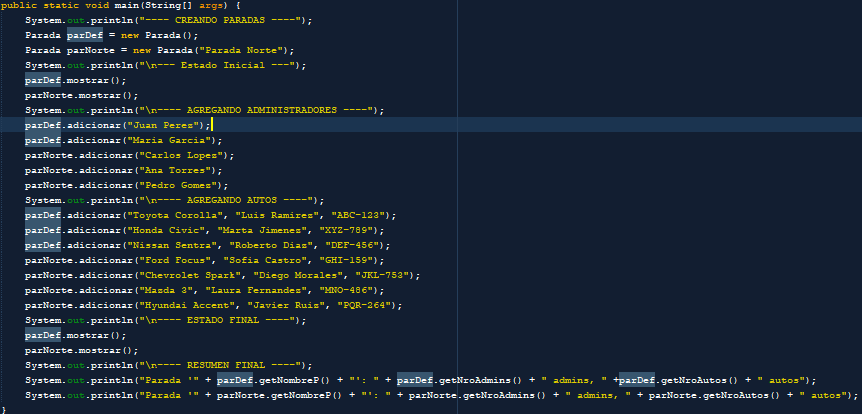 public static void main(String[] args) {
System.out.println("---- CREANDO PARADAS ----");
Parada parDef = new Parada();
Parada parNorte = new Parada("Parada Norte");
System.out.println("\n--- Estado Inicial ---");
parDef.mostrar();
parNorte.mostrar();
System.out.println("\n---- AGREGANDO ADMINISTRADORES ----");
parDef.adicionar("Juan Perez");
parDef.adicionar("Maria Garcia");
parNorte.adicionar("Carlos Lopes");
parNorte.adicionar("Ana Torres");
parNorte.adicionar("Pedro Gomez");
System.out.println("\n---- AGREGANDO AUTOS ----");
parDef.adicionar("Toyota Corolla", "Luis Ramirez", "ABC-123");
parDef.adicionar("Honda Civic", "Marta Jimenez", "XYZ-789");
parDef.adicionar("Nissan Sentra", "Roberto Diaz", "DEF-456");
parNorte.adicionar("Ford Focus", "Sofia Castro", "GHI-159");
parNorte.adicionar("Chevrolet Spark", "Diego Morales", "JKL-753");
parNorte.adicionar("Mazda 3", "Laura Fernandes", "MNO-486");
parNorte.adicionar("Hyundai Accent", "Javier Ruiz", "PQR-264");
System.out.println("\n---- ESTADO FINAL ----");
parDef.mostrar();
parNorte.mostrar();
System.out.println("\n---- RESUMEN FINAL ----");
System.out.println("Parada '" + parDef.getNombreP() + "': " + parDef.getNroAdmins() + " admins, " +parDef.getNroAutos() + " autos");
System.out.println("Parada '" + parNorte.getNombreP() + "': " + parNorte.getNroAdmins() + " admins, " + parNorte.getNroAutos() + " autos");
}